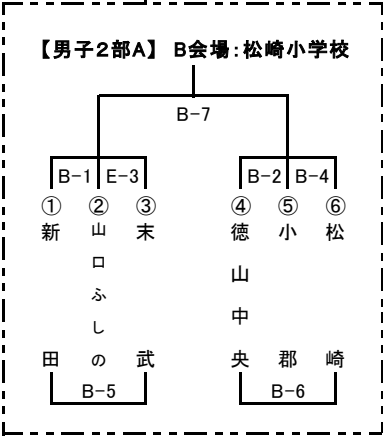 【男子2部A】 B会場:松崎小学校
B-7
B-1 E-3 B-2 B-4
① ② ③ ④ ⑤ ⑥
新田
山口ふしの
末武
徳山中央
小郡
松崎
B-5 B-6